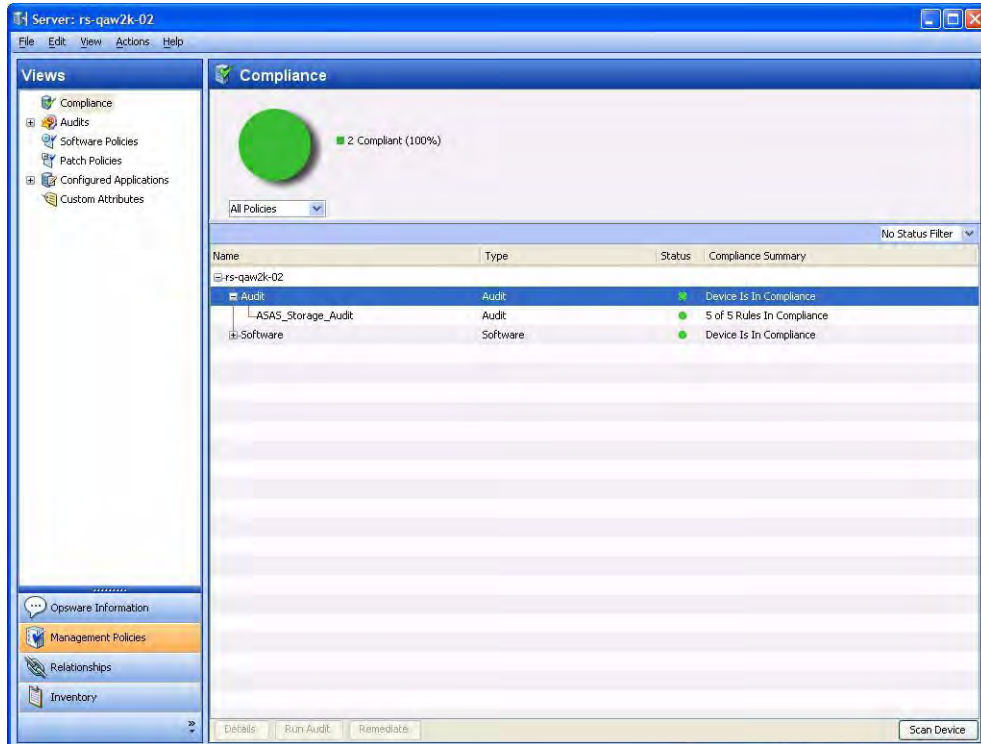 Server: rs-qaw2k-02
File Edit View Actions Help
Views
Compliance
Audits
Software Policies
Patch Policies
Configured Applications
Custom Attributes
Opsware Information
Management Policies
Relationships
Inventory
»
Compliance
2 Compliant (100%)
All Policies
No Status Filter
Name Type Status Compliance Summary
rs-qaw2k-02
Audit Audit Device Is In Compliance
ASAS_Storage_Audit Audit 5 of 5 Rules In Compliance
Software Software Device Is In Compliance
Details Run Audit Remediate Scan Device